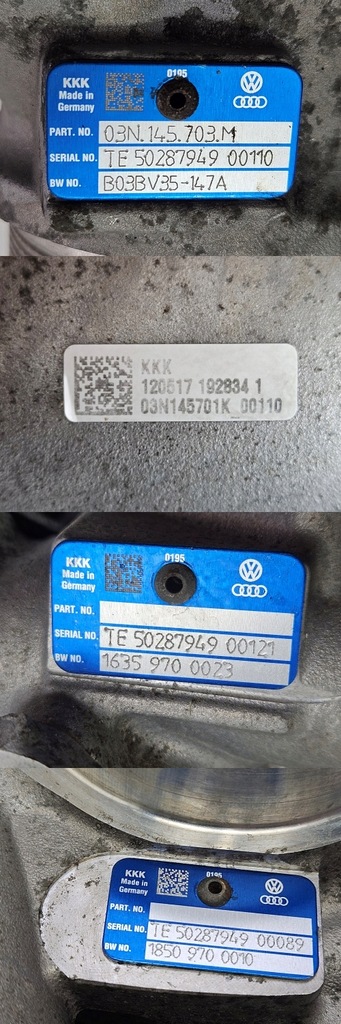 KKK
Made in
Germany
0195
PART. NO. 03N.145.703.M
SERIAL NO. TE 50287949 00110
BW NO. B03BV35-147A
KKK
120517 192834 1
03N145701K 00110
KKK
Made in
Germany
0195
PART. NO.
SERIAL NO. TE 50287949 00121
BW NO. 1635 970 0023
KKK
Made in
Germany
0195
PART. NO.
SERIAL NO. TE 50287949 00089
BW NO. 1850 970 0010